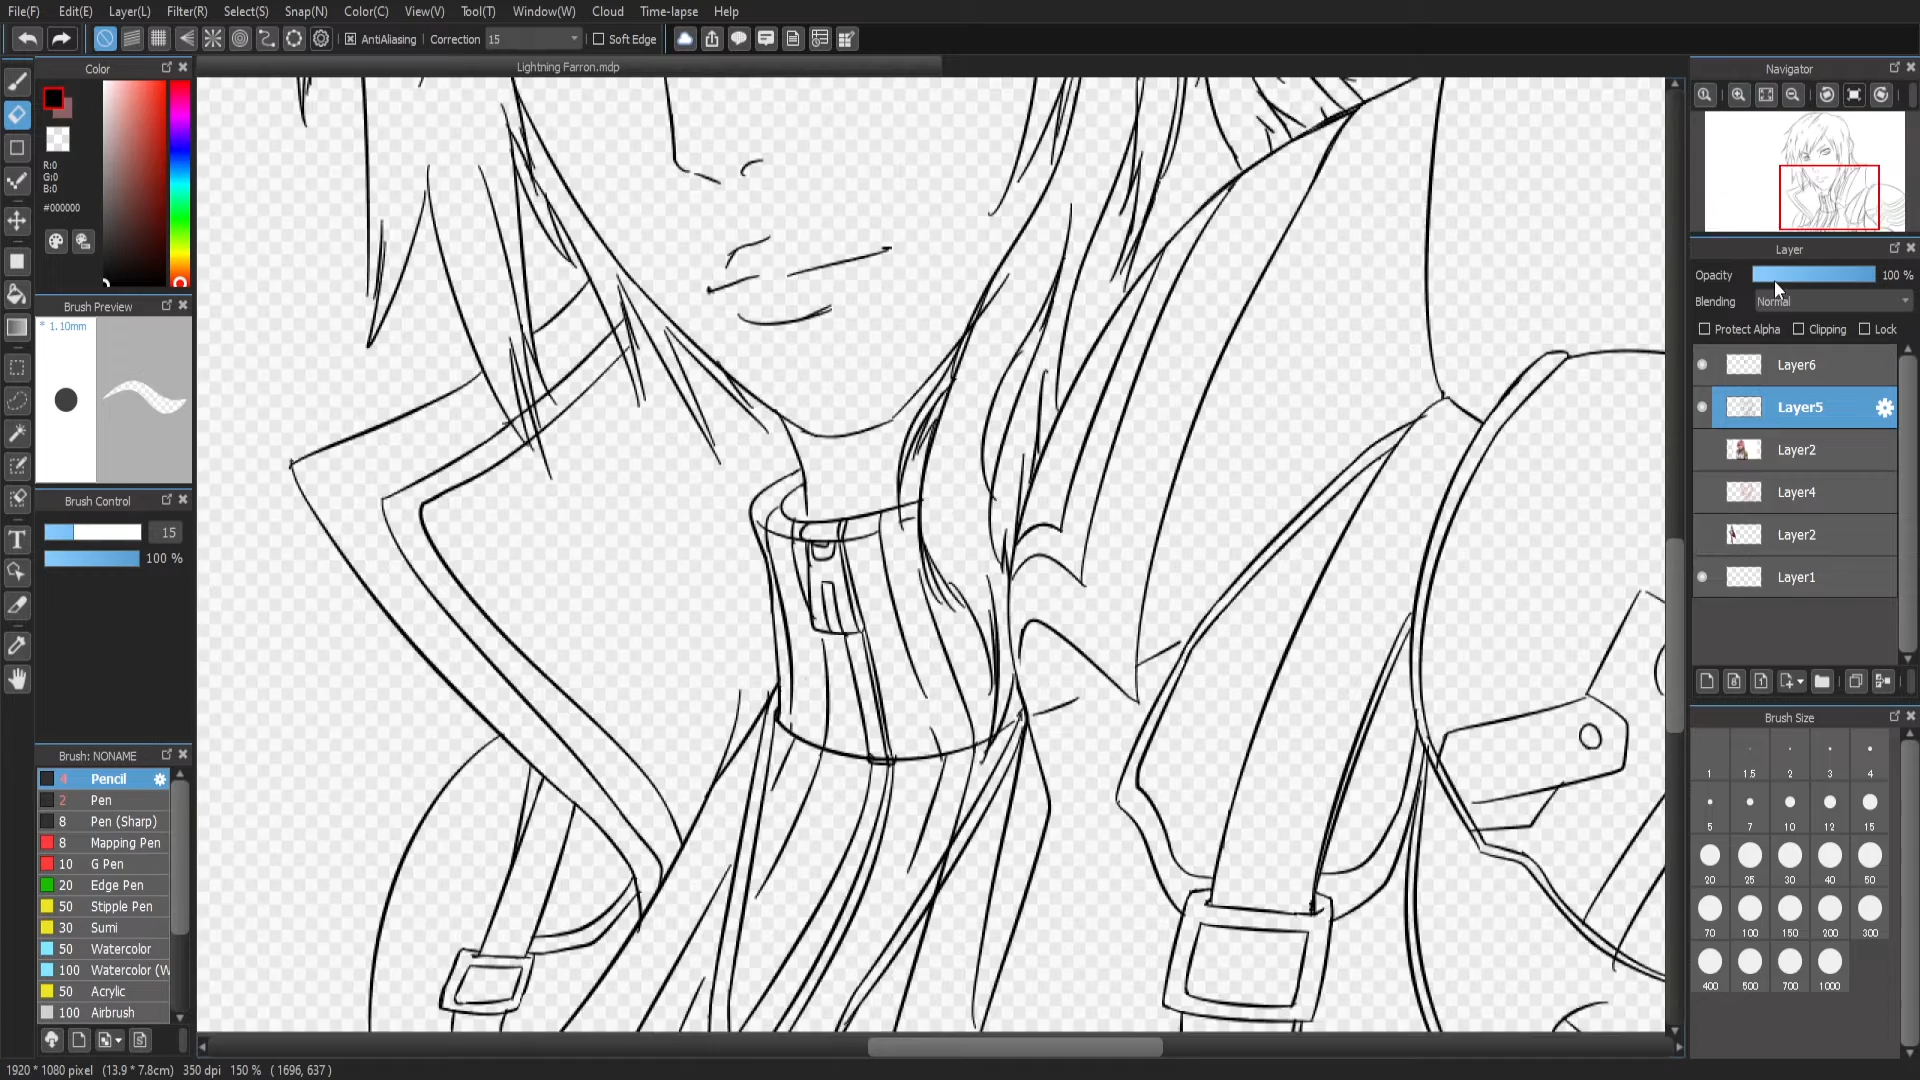 File(F) Edit(E) Layer(L) Filter(R) Select(S) Snap(N) Color(C) View(V) Tool(T) Window(W) Cloud Time-lapse Help
AntiAliasing Correction 15 Soft Edge
Lightning Farron.mdp
Color
R:0
G:0
B:0
#000000
Brush Preview
* 1.10mm
Brush Control
15
100 %
Brush: NONAME
4 Pencil
2 Pen
8 Pen (Sharp)
8 Mapping Pen
10 G Pen
20 Edge Pen
50 Stipple Pen
30 Sumi
50 Watercolor
100 Watercolor (W
50 Acrylic
100 Airbrush
Navigator
Layer
Opacity 100 %
Blending Normal
Protect Alpha Clipping Lock
Layer6
Layer5
Layer2
Layer4
Layer2
Layer1
Brush Size
1 1.5 2 3 4
5 7 10 12 15
20 25 30 40 50
70 100 150 200 300
400 500 700 1000
1920 * 1080 pixel (13.9 * 7.8cm) 350 dpi 150 % ( 1696, 637 )